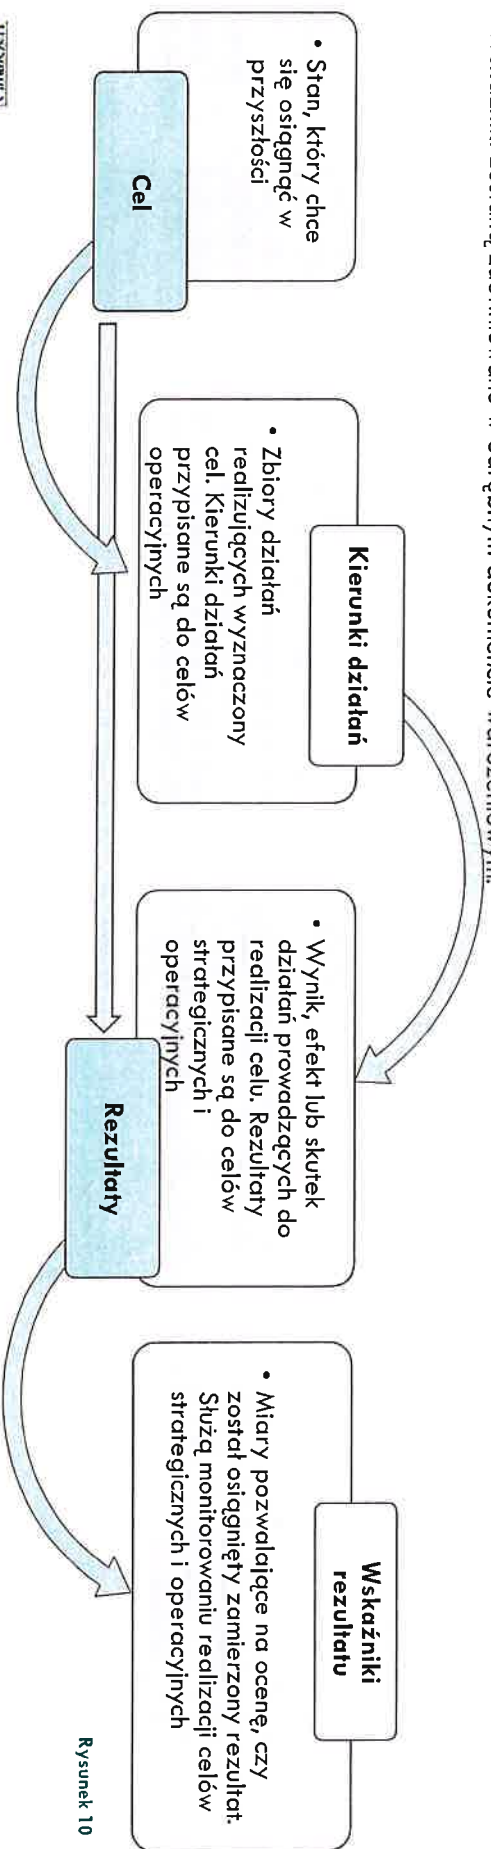 • Stan, który chce
się osiągnąć w
przyszłości
Cel
Kierunki działań
• Zbiory działań
realizujących wyznaczony
cel. Kierunki działań
przypisane są do celów
operacyjnych
• Wynik, efekt lub skutek
działań prowadzących do
realizacji celu. Rezultaty
przypisane są do celów
strategicznych i
operacyjnych
Rezultaty
Wskaźniki
rezultatu
• Miary pozwalające na ocenę, czy
został osiągnięty zamierzony rezultat.
Służą monitorowaniu realizacji celów
strategicznych i operacyjnych
Rysunek 10